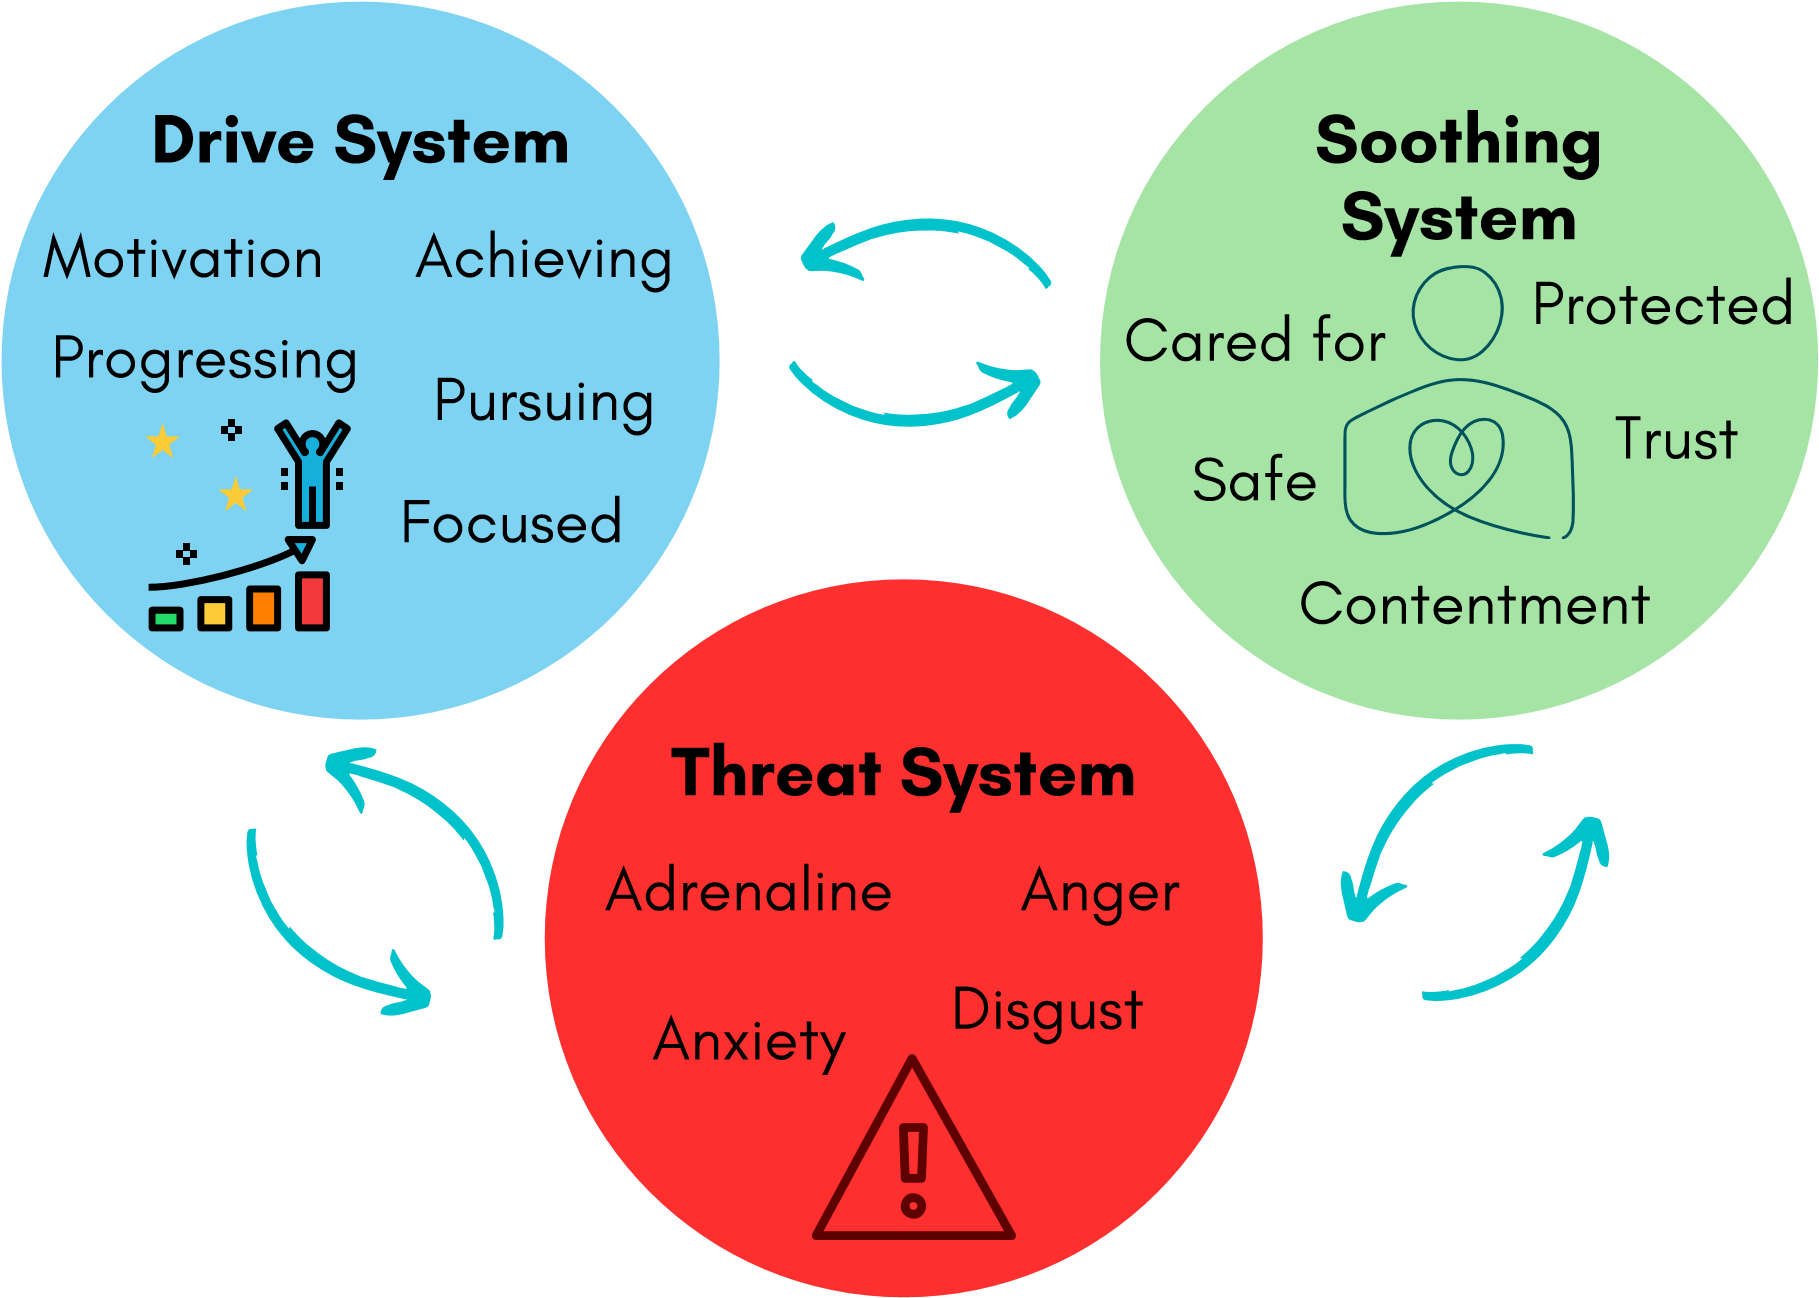 Drive System
Motivation
Achieving
Progressing
Pursuing
Focused
Soothing
System
Protected
Cared for
Trust
Safe
Contentment
Threat System
Adrenaline
Anger
Disgust
Anxiety